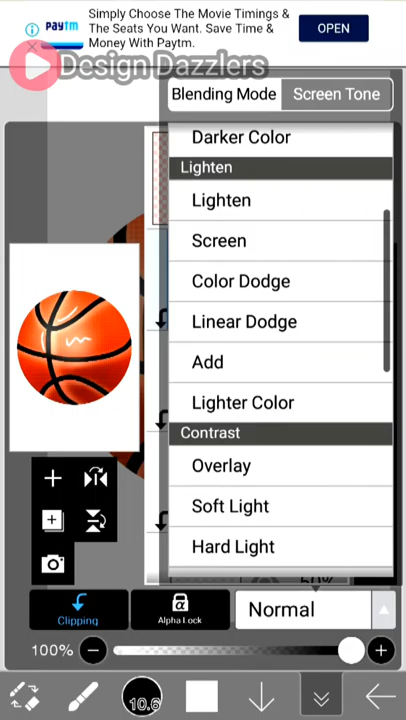 Simply Choose The Movie Timings &
The Seats You Want. Save Time &
Money With Paytm.
paytm
OPEN
Design Dazzlers
Blending Mode
Screen Tone
Darker Color
Lighten
Lighten
Screen
Color Dodge
Linear Dodge
Add
Lighter Color
Contrast
Overlay
Soft Light
Hard Light
50%
Clipping
α
Alpha Lock
Normal
100%
10.6